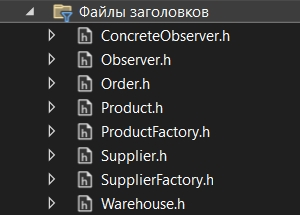 Файлы заголовков
ConcreteObserver.h
Observer.h
Order.h
Product.h
ProductFactory.h
Supplier.h
SupplierFactory.h
Warehouse.h